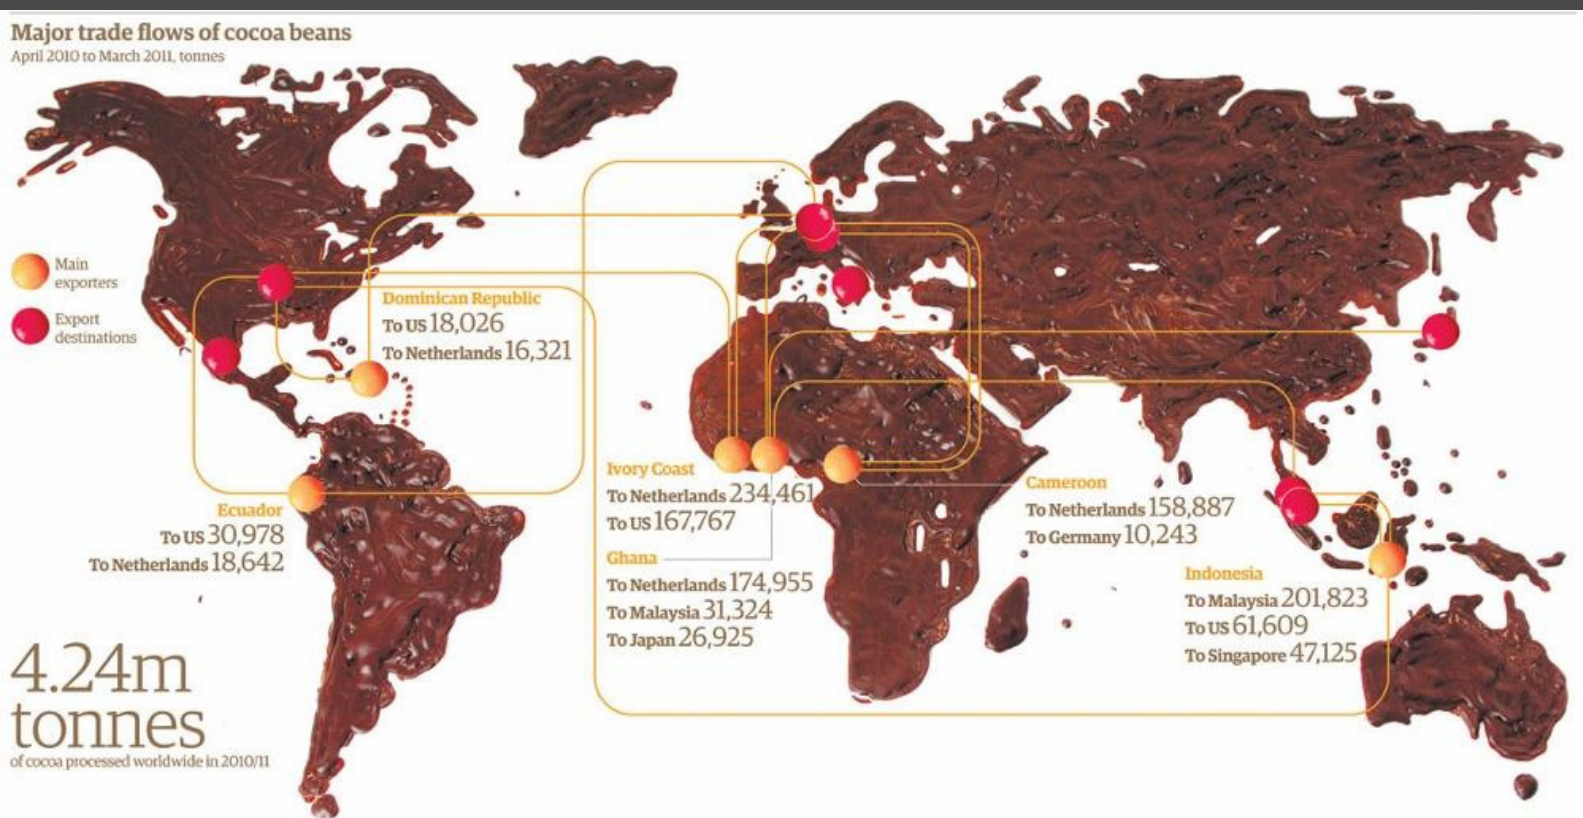 Major trade flows of cocoa beans
April 2010 to March 2011, tonnes
Main
exporters
Export
destinations
Dominican Republic
To US 18,026
To Netherlands 16,321
Ecuador
To US 30,978
To Netherlands 18,642
Ivory Coast
To Netherlands 234,461
To US 167,767
Ghana
To Netherlands 174,955
To Malaysia 31,324
To Japan 26,925
Cameroon
To Netherlands 158,887
To Germany 10,243
Indonesia
To Malaysia 201,823
To US 61,609
To Singapore 47,125
4.24m
tonnes
of cocoa processed worldwide in 2010/11